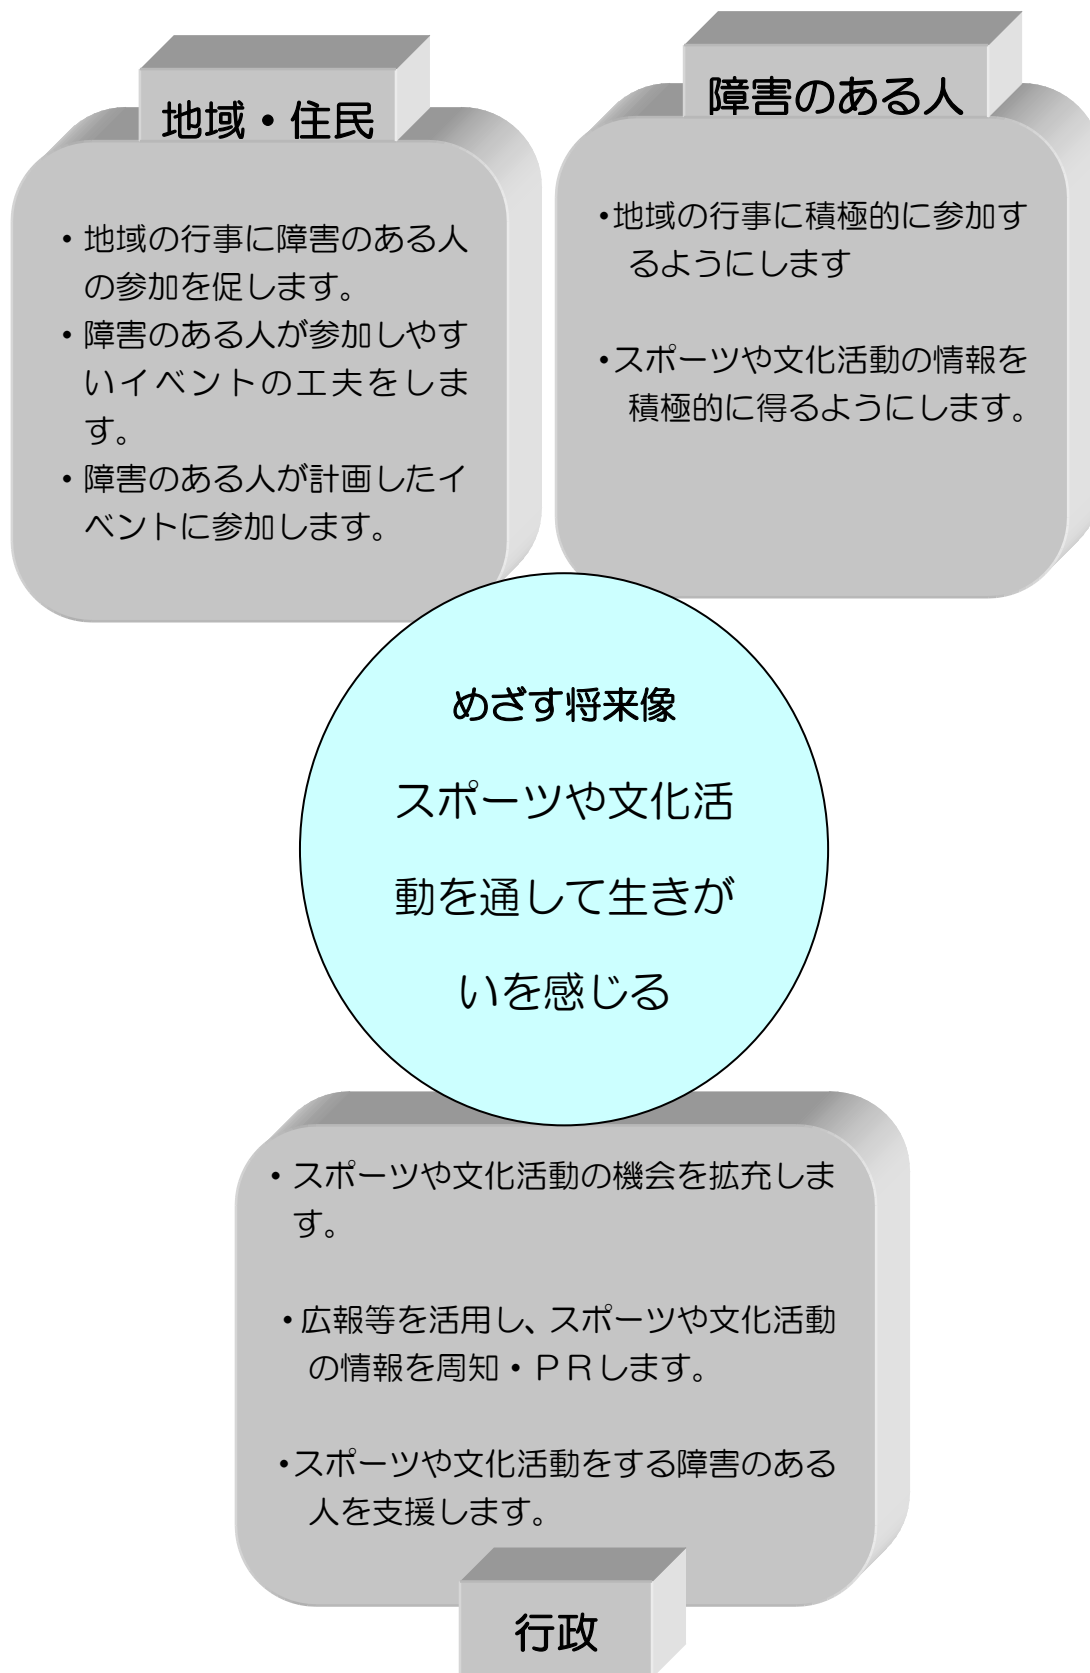 地域・住民
・地域の行事に障害のある人
の参加を促します。
・障害のある人が参加しやす
いイベントの工夫をしま
す。
・障害のある人が計画したイ
ベントに参加します。
障害のある人
・地域の行事に積極的に参加す
るようにします
・スポーツや文化活動の情報を
積極的に得るようにします。
めざす将来像
スポーツや文化活
動を通して生きが
いを感じる
・スポーツや文化活動の機会を拡充しま
す。
・広報等を活用し、スポーツや文化活動
の情報を周知・ＰＲします。
・スポーツや文化活動をする障害のある
人を支援します。
行政